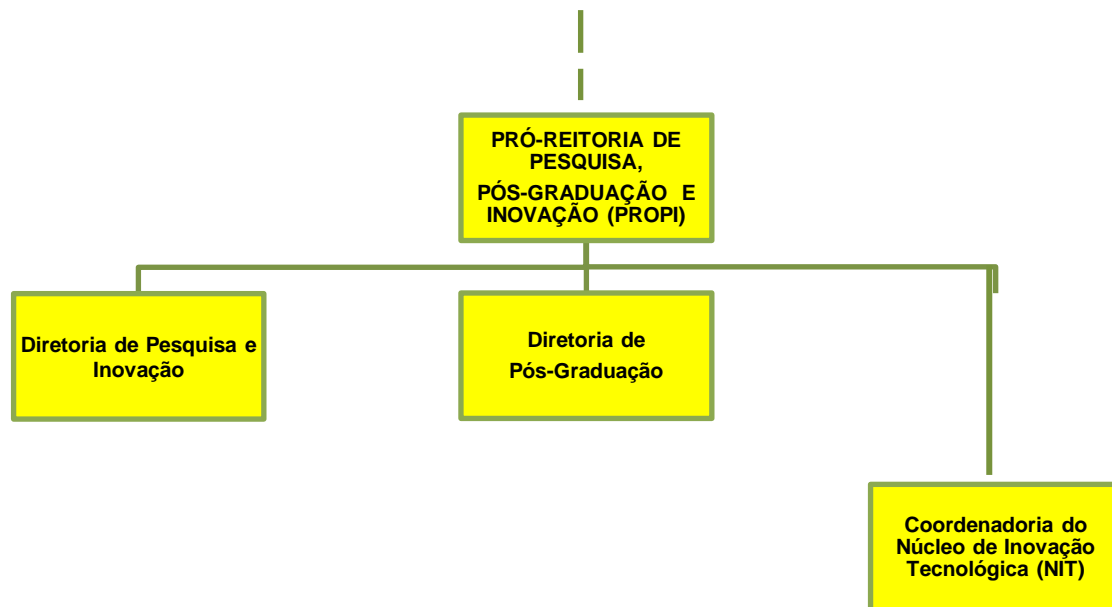 PRÓ-REITORIA DE
PESQUISA,
PÓS-GRADUAÇÃO E
INOVAÇÃO (PROPI)
Diretoria de Pesquisa e
Inovação
Diretoria de
Pós-Graduação
Coordenadoria do
Núcleo de Inovação
Tecnológica (NIT)